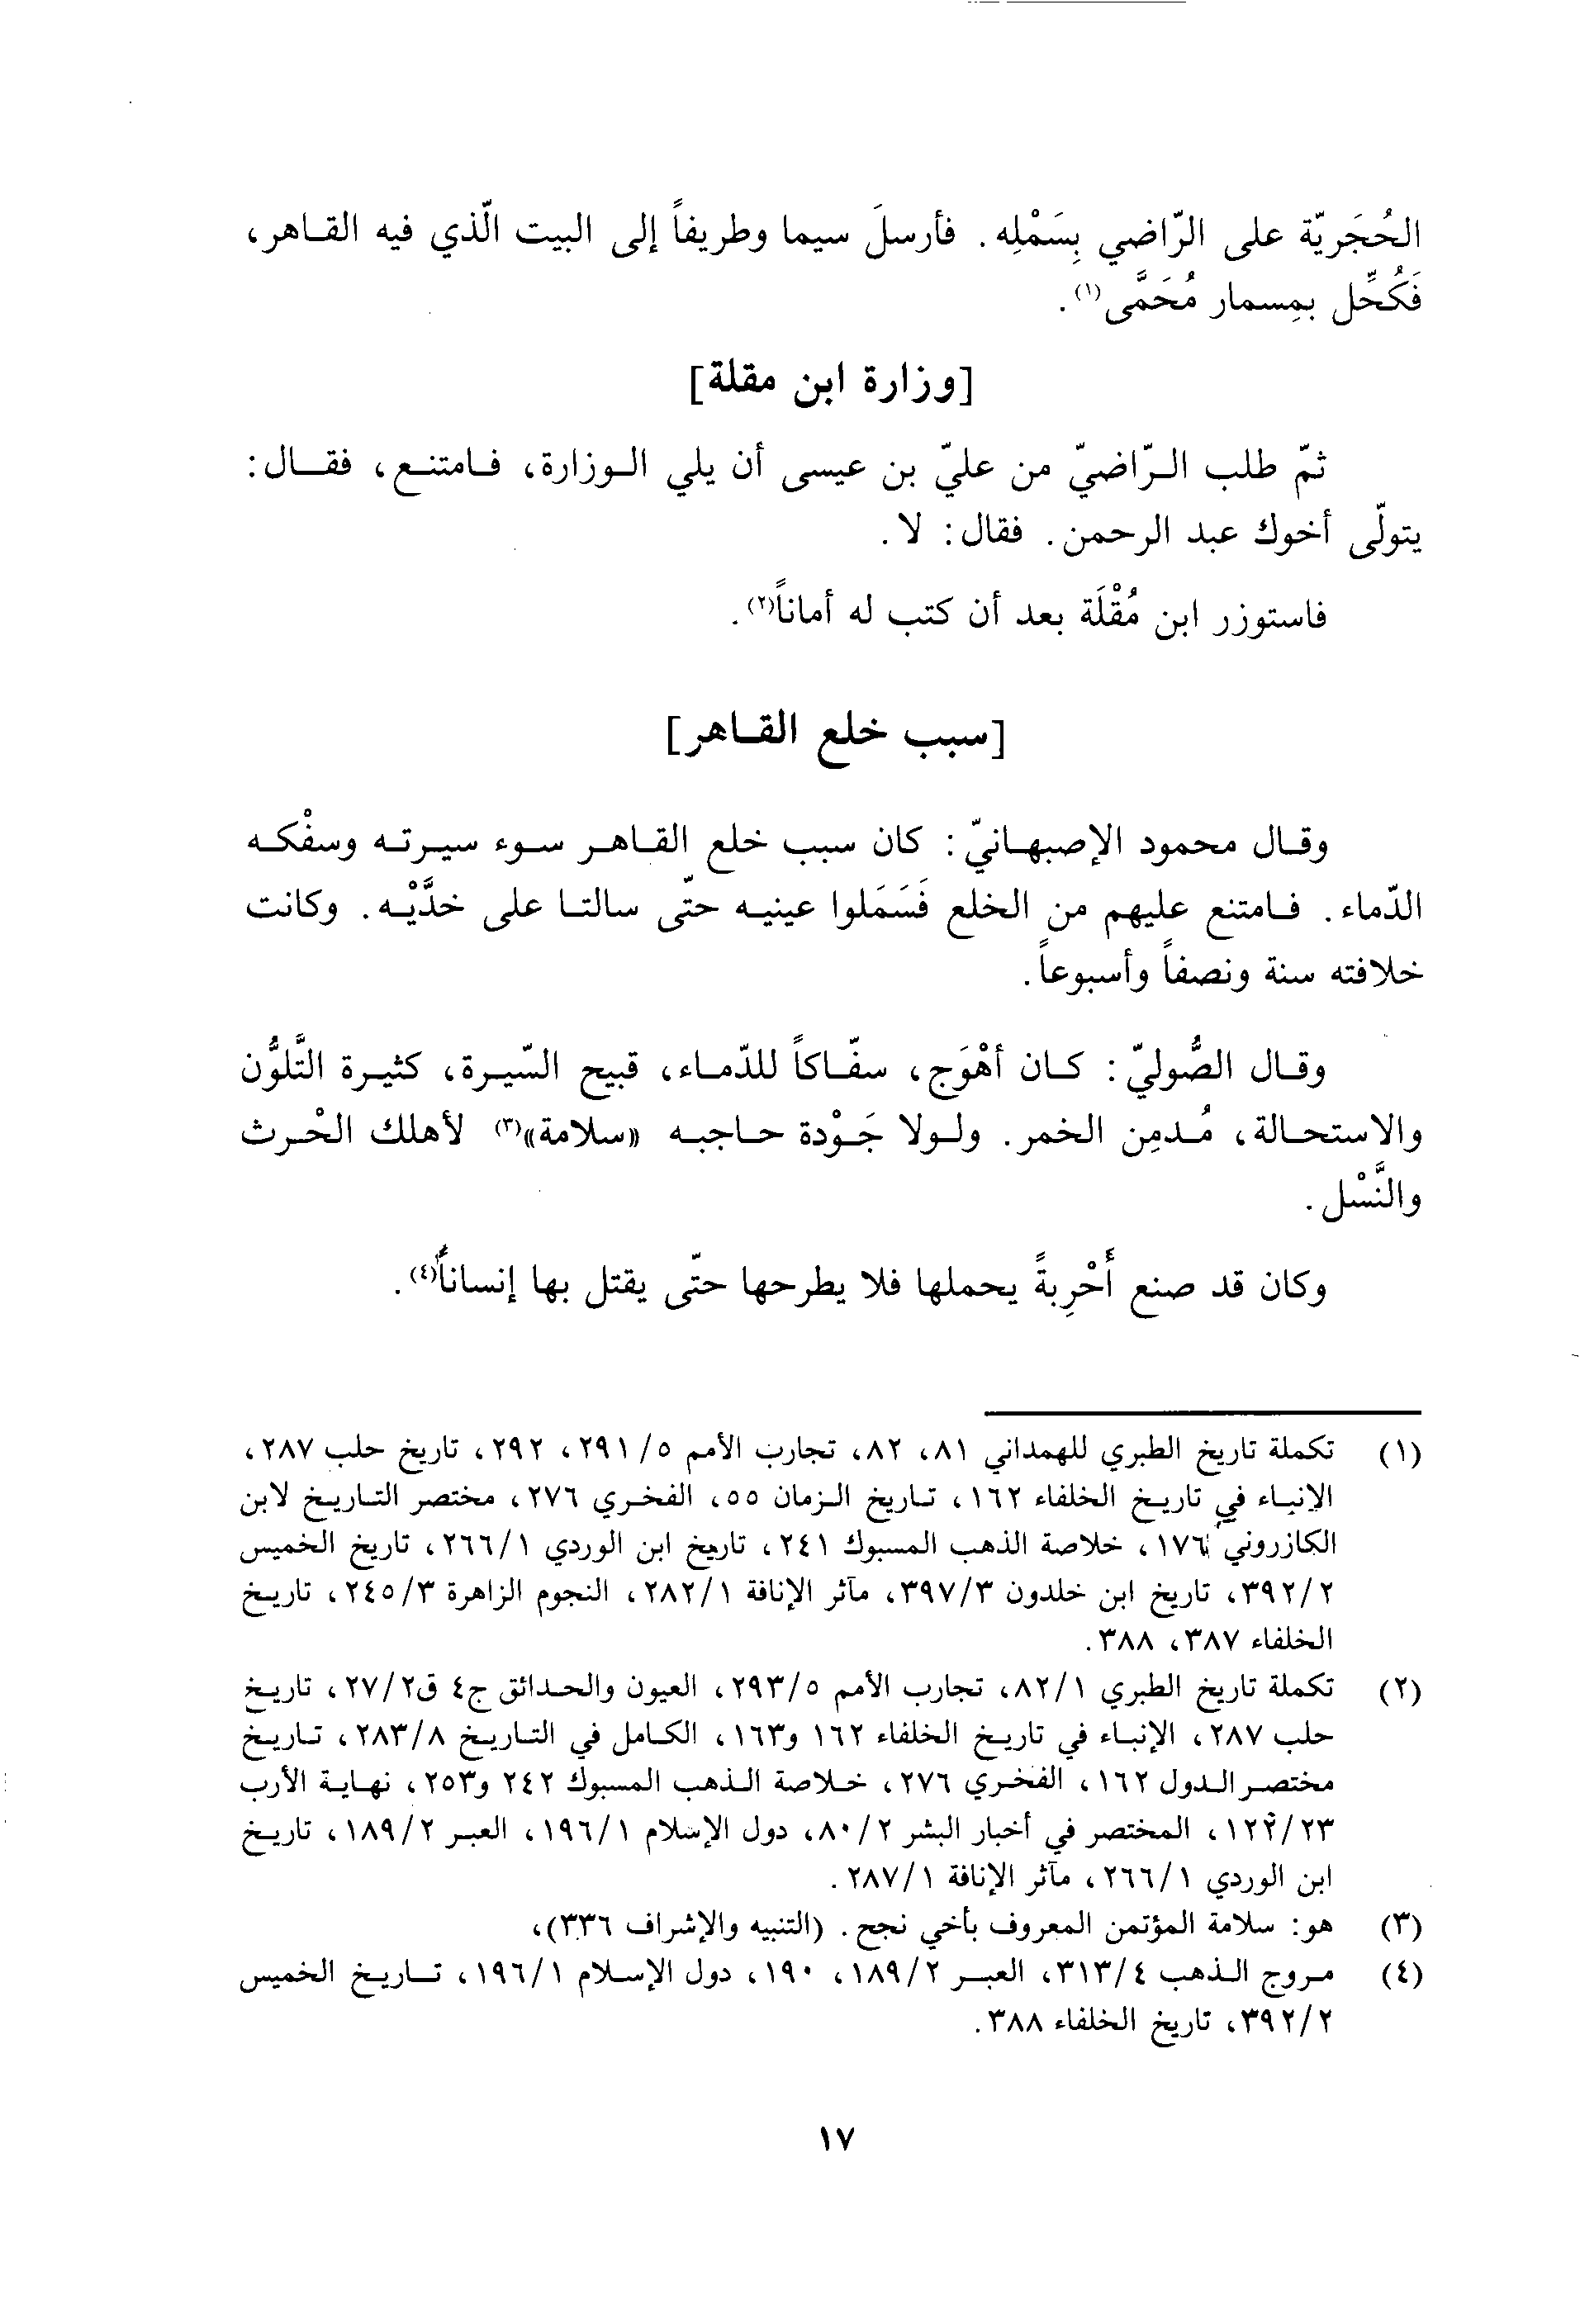 الحُجَريّة على الرّاضي بِسَمْلِه. فأرسلَ سيما وطريفاً إلى البيت الّذي فيه القاهر،
فَكُحِّل بمِسمار مُحَمَّى(١).
[وزارة ابن مقلة]
ثمّ طلب الرّاضيّ من عليّ بن عيسى أن يلي الوزارة، فامتنع، فقال:
يتولّى أخوك عبد الرحمن. فقال: لا.
فاستوزر ابن مُقْلَة بعد أن كتب له أماناً(٢).
[سبب خلع القاهر]
وقال محمود الإصبهانيّ: كان سبب خلع القاهر سوء سيرته وسفْكه
الدّماء. فامتنع عليهم من الخلع فَسَمَلوا عينيه حتّى سالتا على خدَّيْه. وكانت
خلافته سنة ونصفاً وأسبوعاً.
وقال الصُّوليّ: كان أهْوَج، سفّاكاً للدّماء، قبيح السّيرة، كثيرة التَّلوُّن
والاستحالة، مُدمِن الخمر. ولولا جَوْدة حاجبه «سلامة»(٣) لأهلك الحْرث
والنَّسْل.
وكان قد صنع أَحْرِبةً يحملها فلا يطرحها حتّى يقتل بها إنساناً(٤).
(١) تكملة تاريخ الطبري للهمداني ٨١، ٨٢، تجارب الأمم ٥/ ٢٩١، ٢٩٢، تاريخ حلب ٢٨٧،
الإنباء في تاريخ الخلفاء ١٦٢، تاريخ الزمان ٥٥، الفخري ٢٧٦، مختصر التاريخ لابن
الكازروني ١٧٦، خلاصة الذهب المسبوك ٢٤١، تاريخ ابن الوردي ٢٦٦/١، تاريخ الخميس
٣٩٢/٢، تاريخ ابن خلدون ٣٩٧/٣، مآثر الإنافة ٢٨٢/١، النجوم الزاهرة ٢٤٥/٣، تاريخ
الخلفاء ٣٨٧، ٣٨٨.
(٢) تكملة تاريخ الطبري ٨٢/١، تجارب الأمم ٢٩٣/٥، العيون والحدائق ج٤ ق٢٧/٢، تاريخ
حلب ٢٨٧، الإنباء في تاريخ الخلفاء ١٦٢ و١٦٣، الكامل في التاريخ ٢٨٣/٨، تاريخ
مختصر الدول ١٦٢، الفخري ٢٧٦، خلاصة الذهب المسبوك ٢٤٢ و٢٥٣، نهاية الأرب
١٢٢/٢٣، المختصر في أخبار البشر ٨٠/٢، دول الإسلام ١٩٦/١، العبر ١٨٩/٢، تاريخ
ابن الوردي ٢٦٦/١، مآثر الإنافة ٢٨٧/١.
(٣) هو: سلامة المؤتمن المعروف بأخي نجح. (التنبيه والإشراف ٣٣٦)،
(٤) مروج الذهب ٣١٣/٤، العبر ١٨٩/٢، ١٩٠، دول الإسلام ١٩٦/١، تاريخ الخميس
٣٩٢/٢، تاريخ الخلفاء ٣٨٨.
١٧